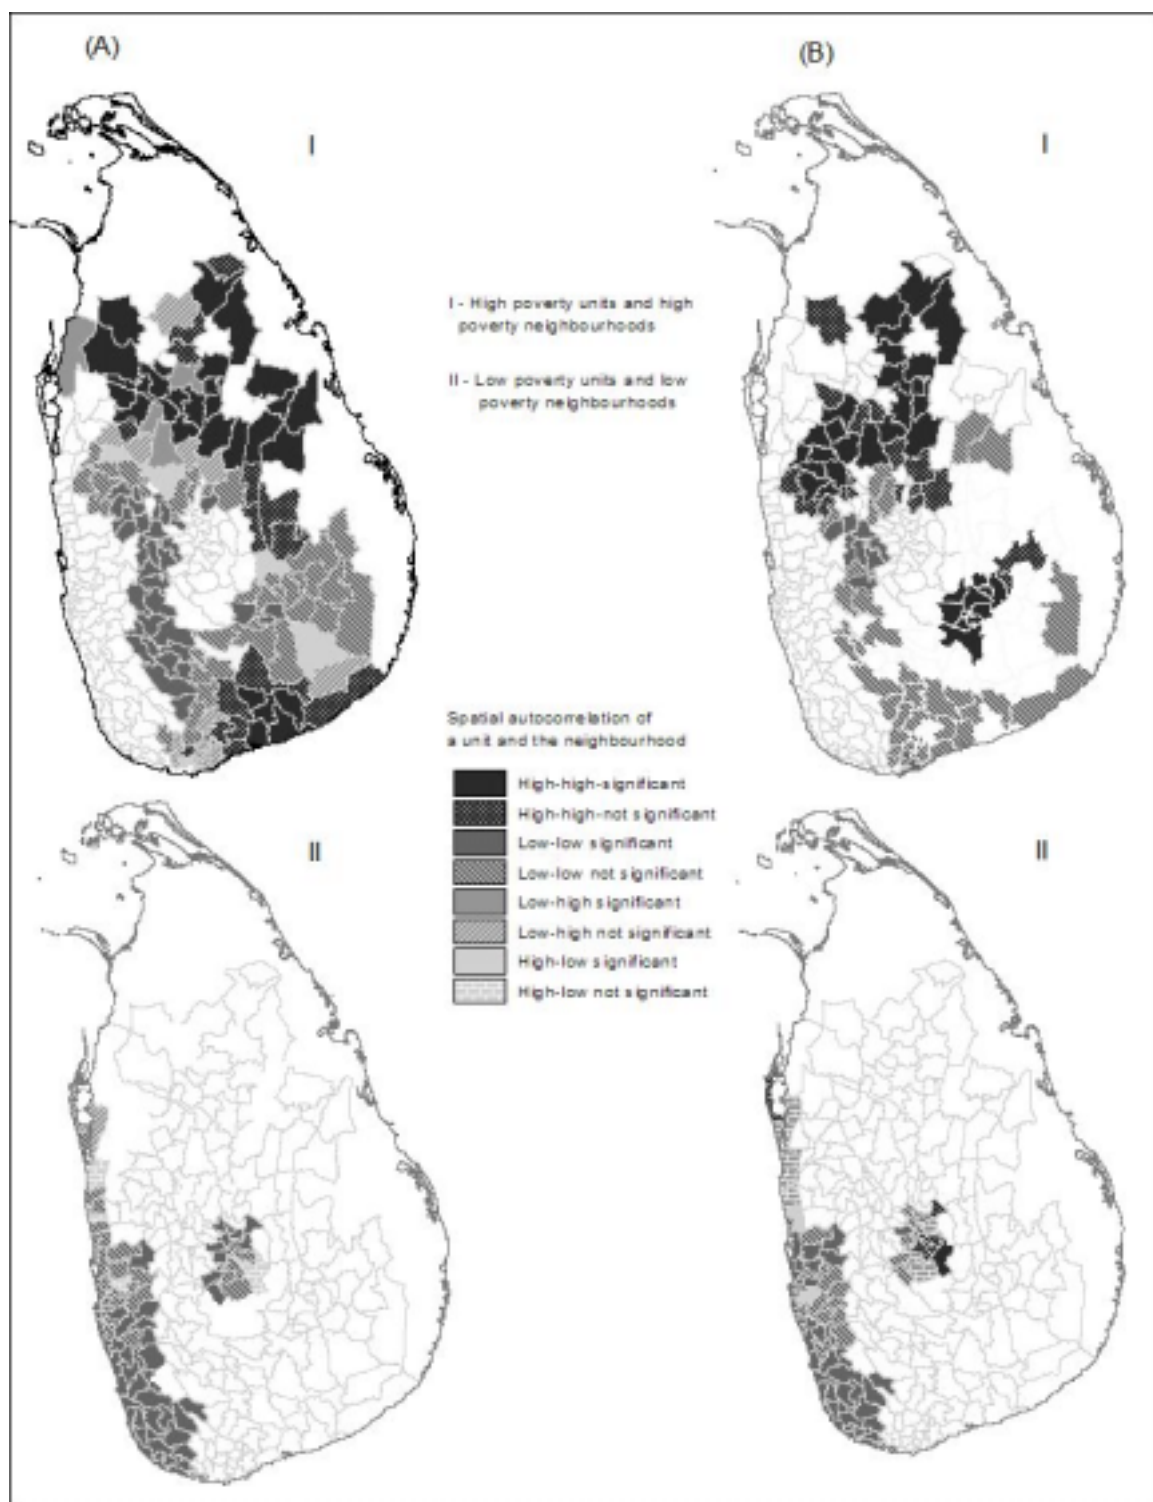 (A)
(B)
I
I
I - High poverty units and high
poverty neighbourhoods
II - Low poverty units and low
poverty neighbourhoods
Spatial autocorrelation of
a unit and the neighbourhood
High-high-significant
High-high-not significant
Low-low significant
Low-low not significant
Low-high significant
Low-high not significant
High-low significant
High-low not significant
II
II